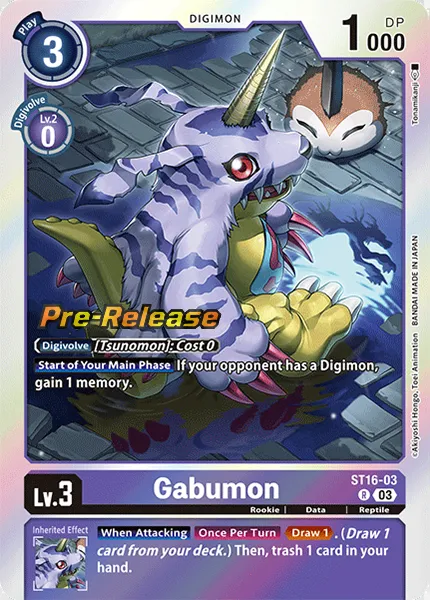 DIGIMON
Play
3
1000
DP
Digivolve
Lv.2
0
Tonamikanji
Pre-Release
Digivolve [Tsunomon]: Cost 0
Start of Your Main Phase If your opponent has a Digimon,
gain 1 memory.
©Akiyoshi Hongo, Toei Animation BANDAI MADE IN JAPAN
Lv.3
Gabumon
ST16-03
R 03
Rookie | Data | Reptile
Inherited Effect
When Attacking Once Per Turn Draw 1 . (Draw 1
card from your deck.) Then, trash 1 card in your
hand.